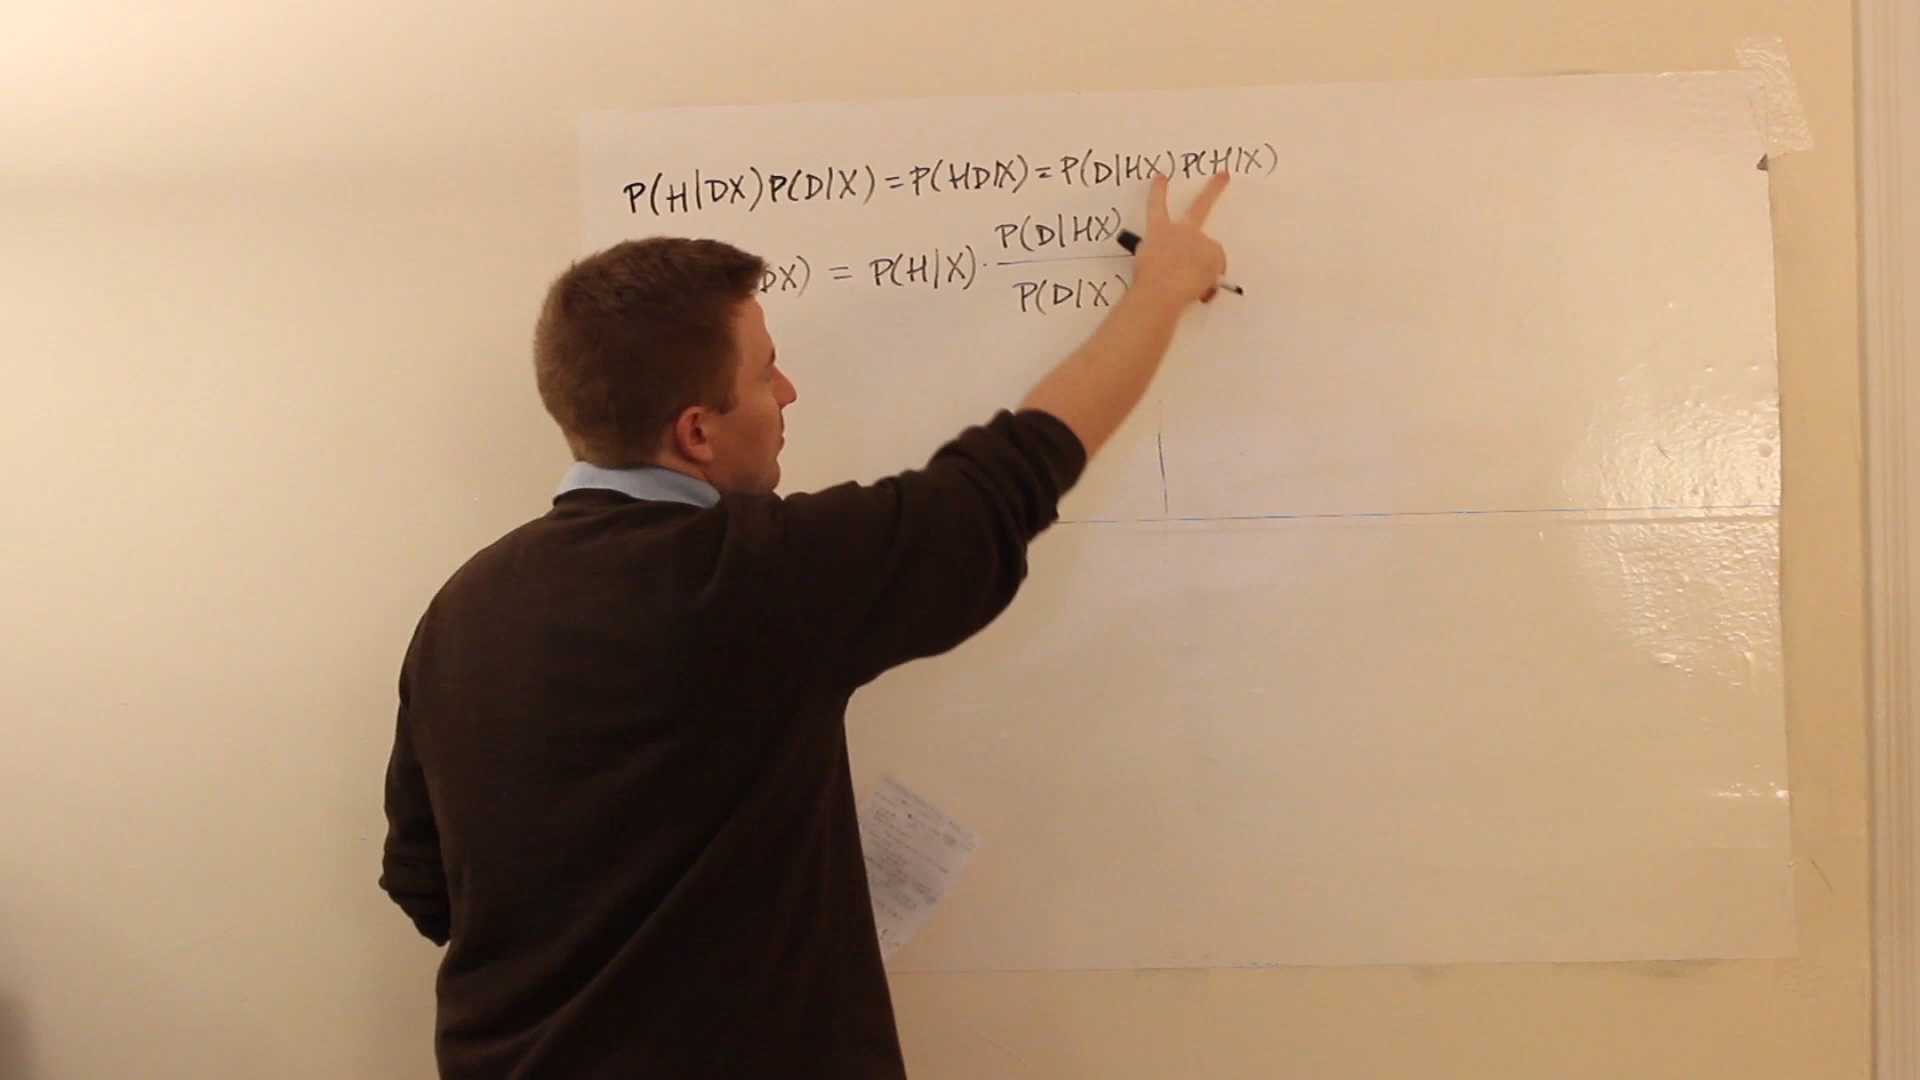 P(H|DX)P(D|X) = P(HD|X) = P(D|HX)P(H|X)
DX) = P(H|X) · P(D|HX)
P(D|X)